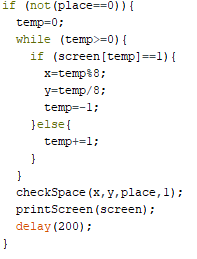 if (not(place==0)){
  temp=0;
  while (temp>=0){
    if (screen[temp]==1){
      x=temp%8;
      y=temp/8;
      temp=-1;
    }else{
      temp+=1;
    }
  }
  checkSpace(x,y,place,1);
  printScreen(screen);
  delay(200);
}